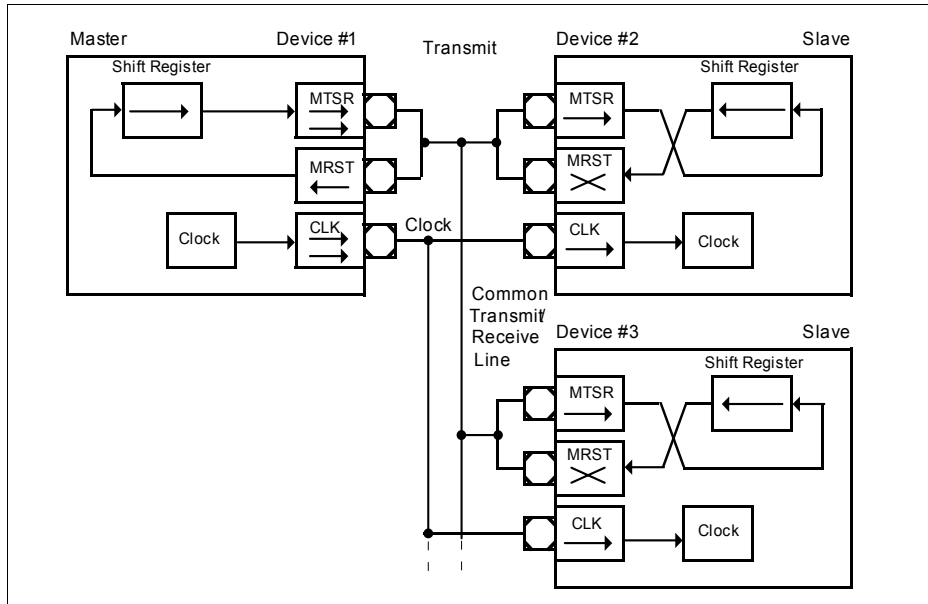 Master Device #1
Transmit
Device #2 Slave
Shift Register
MTSR
MRST
Clock
CLK
Clock
Shift Register
MTSR
MRST
CLK
Clock
Common
Transmit/
Receive
Line
Device #3 Slave
Shift Register
MTSR
MRST
CLK
Clock